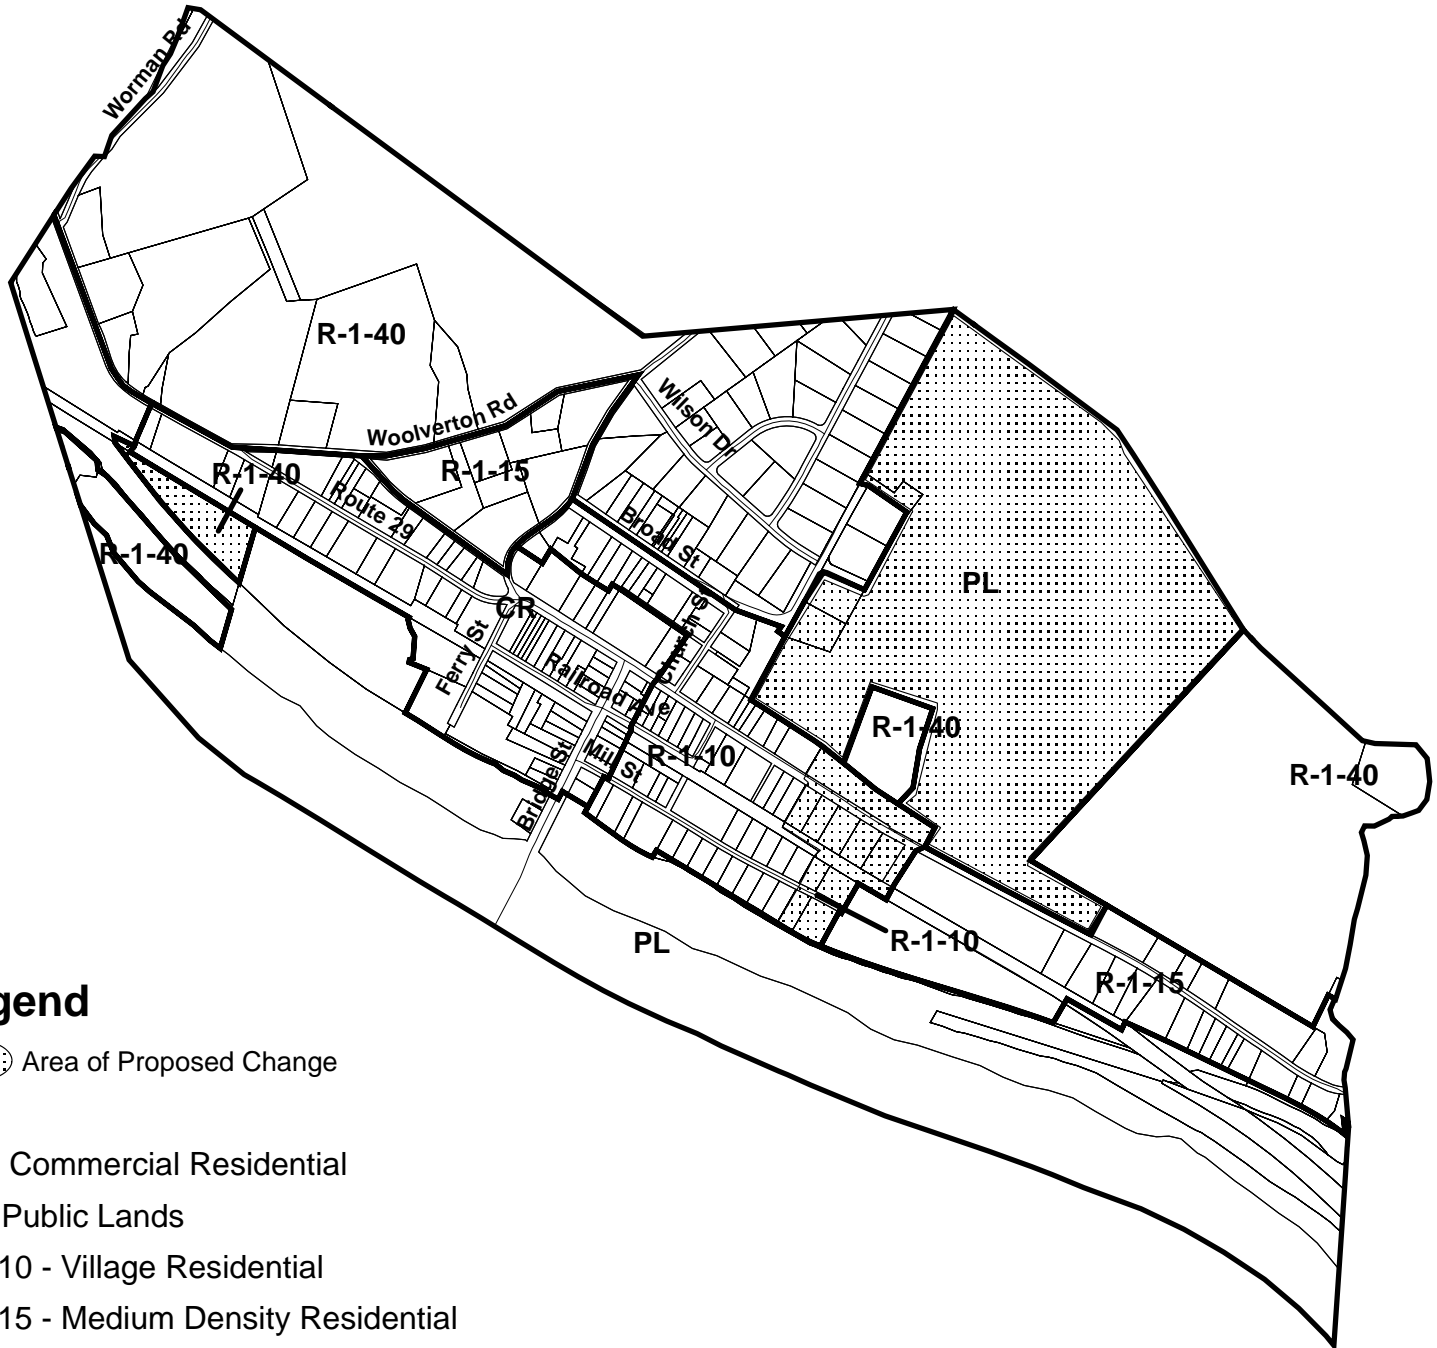 Worman Rd
R-1-40
Wilson Dr
Woolverton Rd
R-1-15
R-1-40
Route 29
Broad St
R-1-40
PL
CR
Church S
Ferry St
Railroad Ave
R-1-40
R-1-10
Mill St
R-1-40
Bridge St
PL
R-1-10
R-1-15
gend
Area of Proposed Change
Commercial Residential
Public Lands
10 - Village Residential
15 - Medium Density Residential